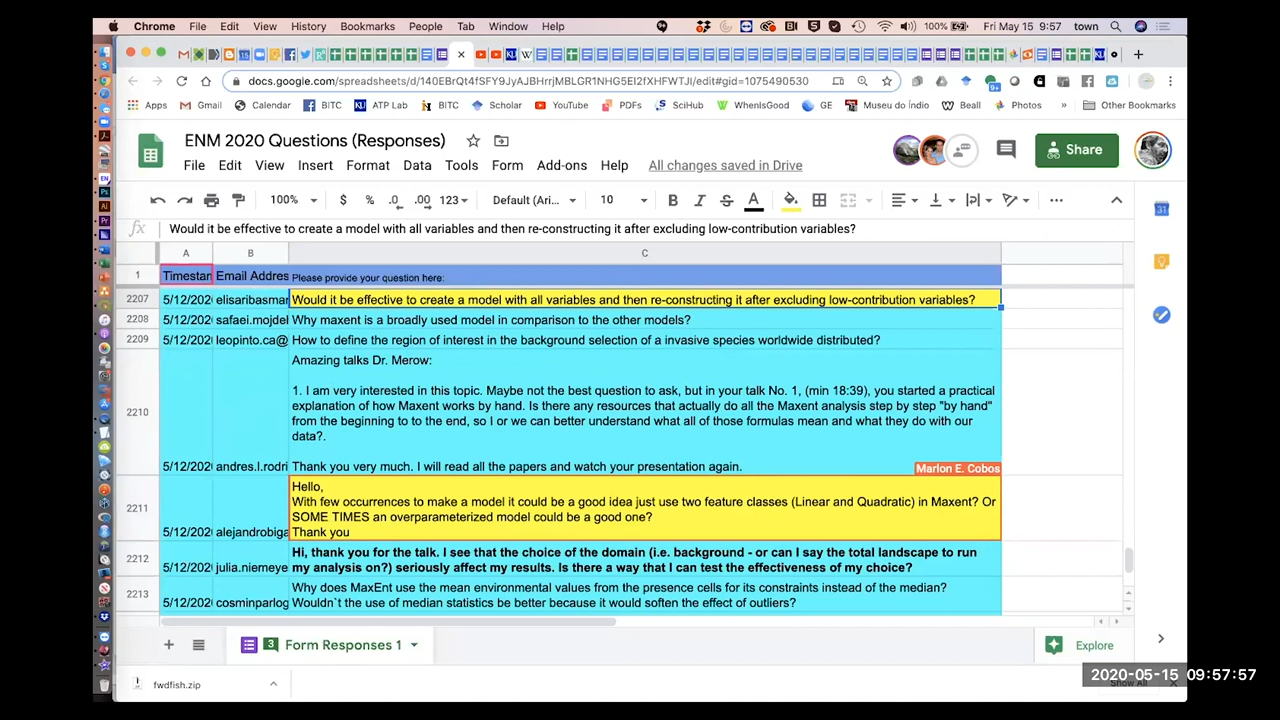 Chrome File Edit View History Bookmarks People Tab Window Help 100% Fri May 15 9:57 town
docs.google.com/spreadsheets/d/140EBrQt4fSFY9JyAJBHrrjMBLGR1NHG5EI2fXHFWTJI/edit#gid=1075490530
Apps Gmail Calendar BITC ATP Lab BITC Scholar YouTube PDFs SciHub WhenIsGood GE Museu do Índio Beall Photos » Other Bookmarks
ENM 2020 Questions (Responses)
File Edit View Insert Format Data Tools Form Add-ons Help All changes saved in Drive
Share
100% $ % .0 .00 123 Default (Ari... 10 B I S A
fx Would it be effective to create a model with all variables and then re-constructing it after excluding low-contribution variables?
A B C
1 Timestar Email Addres Please provide your question here:
2207 5/12/202 elisaribasmar Would it be effective to create a model with all variables and then re-constructing it after excluding low-contribution variables?
2208 5/12/202 safaei.mojdel Why maxent is a broadly used model in comparison to the other models?
2209 5/12/202 leopinto.ca@ How to define the region of interest in the background selection of a invasive species worldwide distributed?
Amazing talks Dr. Merow:
1. I am very interested in this topic. Maybe not the best question to ask, but in your talk No. 1, (min 18:39), you started a practical
explanation of how Maxent works by hand. Is there any resources that actually do all the Maxent analysis step by step "by hand"
2210
from the beginning to to the end, so I or we can better understand what all of those formulas mean and what they do with our
data?.
5/12/202 andres.l.rodri Thank you very much. I will read all the papers and watch your presentation again.
Marlon E. Cobos
Hello,
With few occurrences to make a model it could be a good idea just use two feature classes (Linear and Quadratic) in Maxent? Or
2211
SOME TIMES an overparameterized model could be a good one?
5/12/202 alejandrobiga Thank you
Hi, thank you for the talk. I see that the choice of the domain (i.e. background - or can I say the total landscape to run
2212
5/12/202 julia.niemeye my analysis on?) seriously affect my results. Is there a way that I can test the effectiveness of my choice?
Why does MaxEnt use the mean environmental values from the presence cells for its constraints instead of the median?
2213
5/12/202 cosminparlog Wouldn`t the use of median statistics be better because it would soften the effect of outliers?
3 Form Responses 1 Explore
fwdfish.zip
Show All
2020-05-15 09:57:57